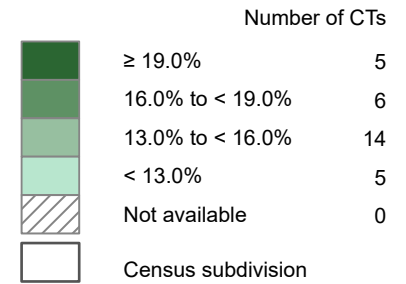 Number of CTs
≥ 19.0% 5
16.0% to < 19.0% 6
13.0% to < 16.0% 14
< 13.0% 5
Not available 0
Census subdivision